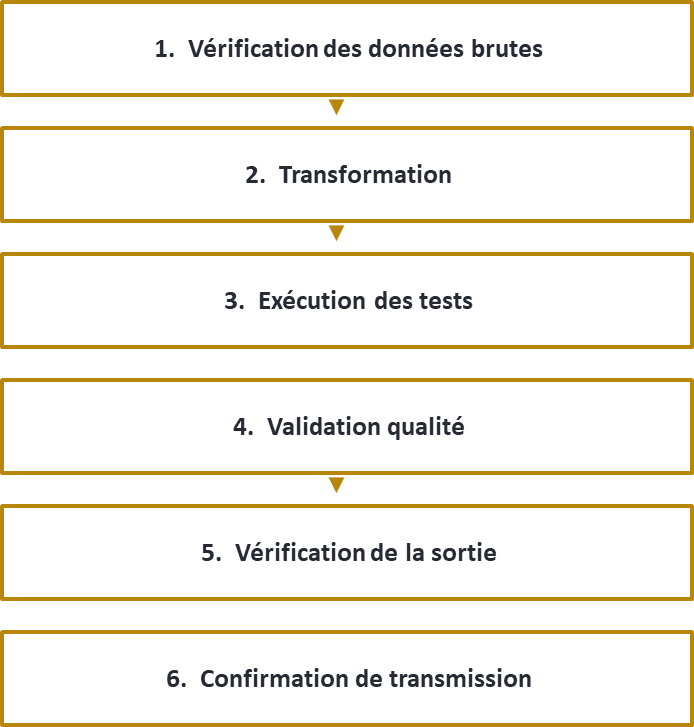 1. Vérification des données brutes
2. Transformation
3. Exécution des tests
4. Validation qualité
5. Vérification de la sortie
6. Confirmation de transmission